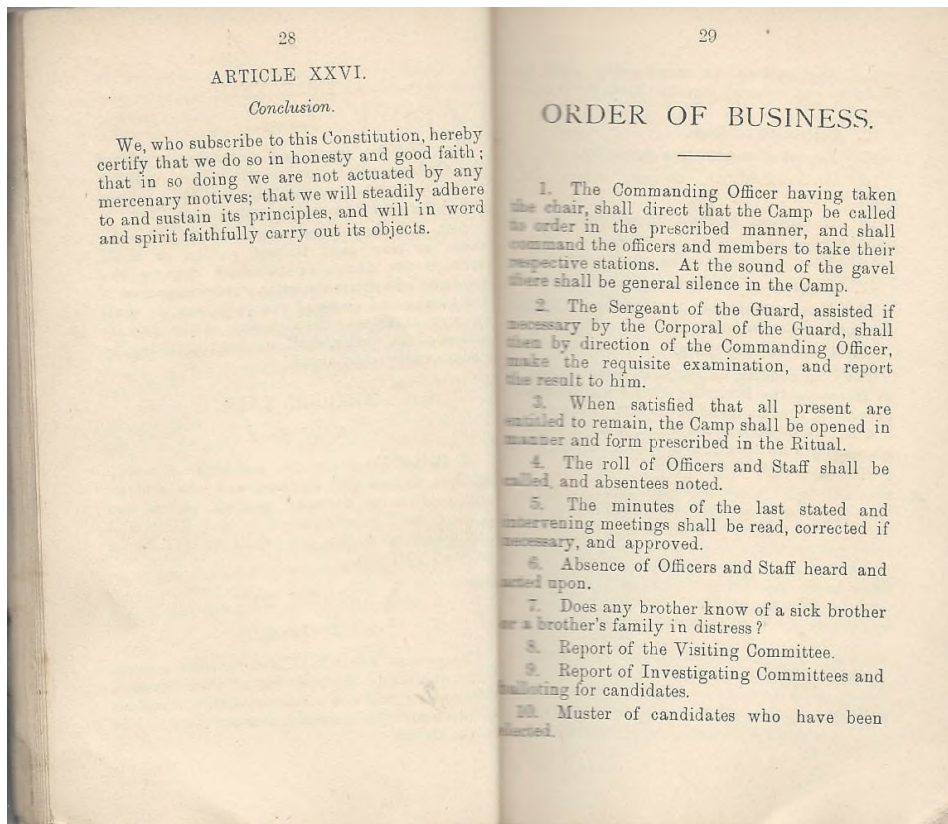 28
ARTICLE XXVI.
Conclusion.
We, who subscribe to this Constitution, hereby
certify that we do so in honesty and good faith ;
that in so doing we are not actuated by any
mercenary motives; that we will steadily adhere
to and sustain its principles, and will in word
and spirit faithfully carry out its objects.
29
ORDER OF BUSINESS.
1. The Commanding Officer having taken
the chair, shall direct that the Camp be called
to order in the prescribed manner, and shall
command the officers and members to take their
respective stations. At the sound of the gavel
there shall be general silence in the Camp.
2. The Sergeant of the Guard, assisted if
necessary by the Corporal of the Guard, shall
then by direction of the Commanding Officer,
make the requisite examination, and report
the result to him.
3. When satisfied that all present are
entitled to remain, the Camp shall be opened in
manner and form prescribed in the Ritual.
4. The roll of Officers and Staff shall be
called, and absentees noted.
5. The minutes of the last stated and
intervening meetings shall be read, corrected if
necessary, and approved.
6. Absence of Officers and Staff heard and
acted upon.
7. Does any brother know of a sick brother
or a brother's family in distress ?
8. Report of the Visiting Committee.
9. Report of Investigating Committees and
balloting for candidates.
10. Muster of candidates who have been
elected.